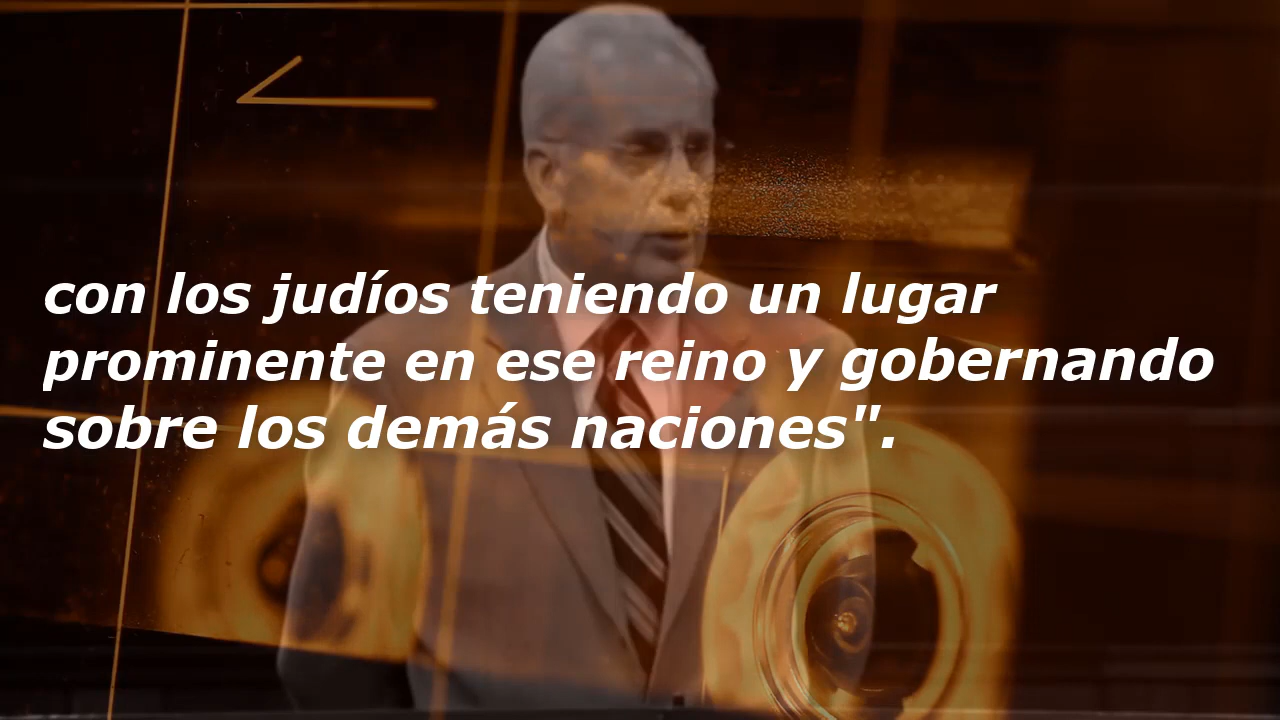 con los judíos teniendo un lugar
prominente en ese reino y gobernando
sobre los demás naciones".